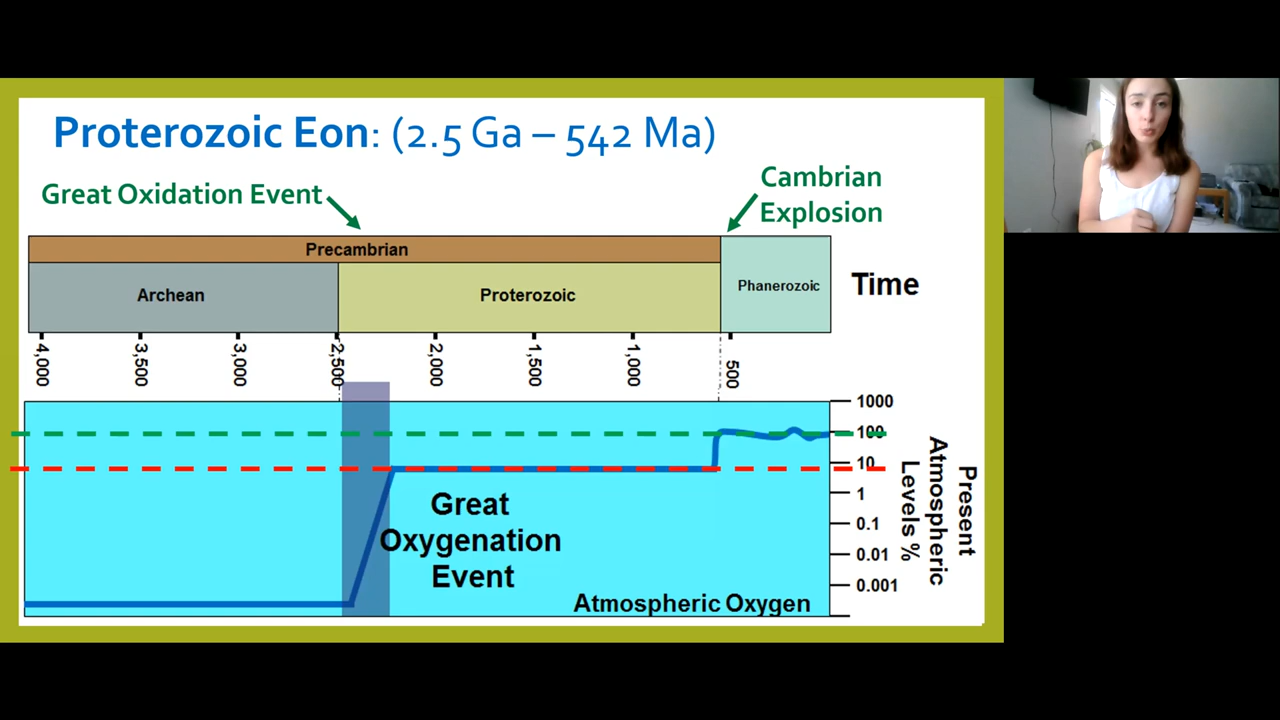 Proterozoic Eon: (2.5 Ga – 542 Ma)
Great Oxidation Event
Cambrian
Explosion
Precambrian
Archean
Proterozoic
Phanerozoic
Time
4,000
3,500
3,000
2,500
2,000
1,500
1,000
500
1000
100
10
1
0.1
0.01
0.001
Great
Oxygenation
Event
Atmospheric Oxygen
Present
Atmospheric
Levels %